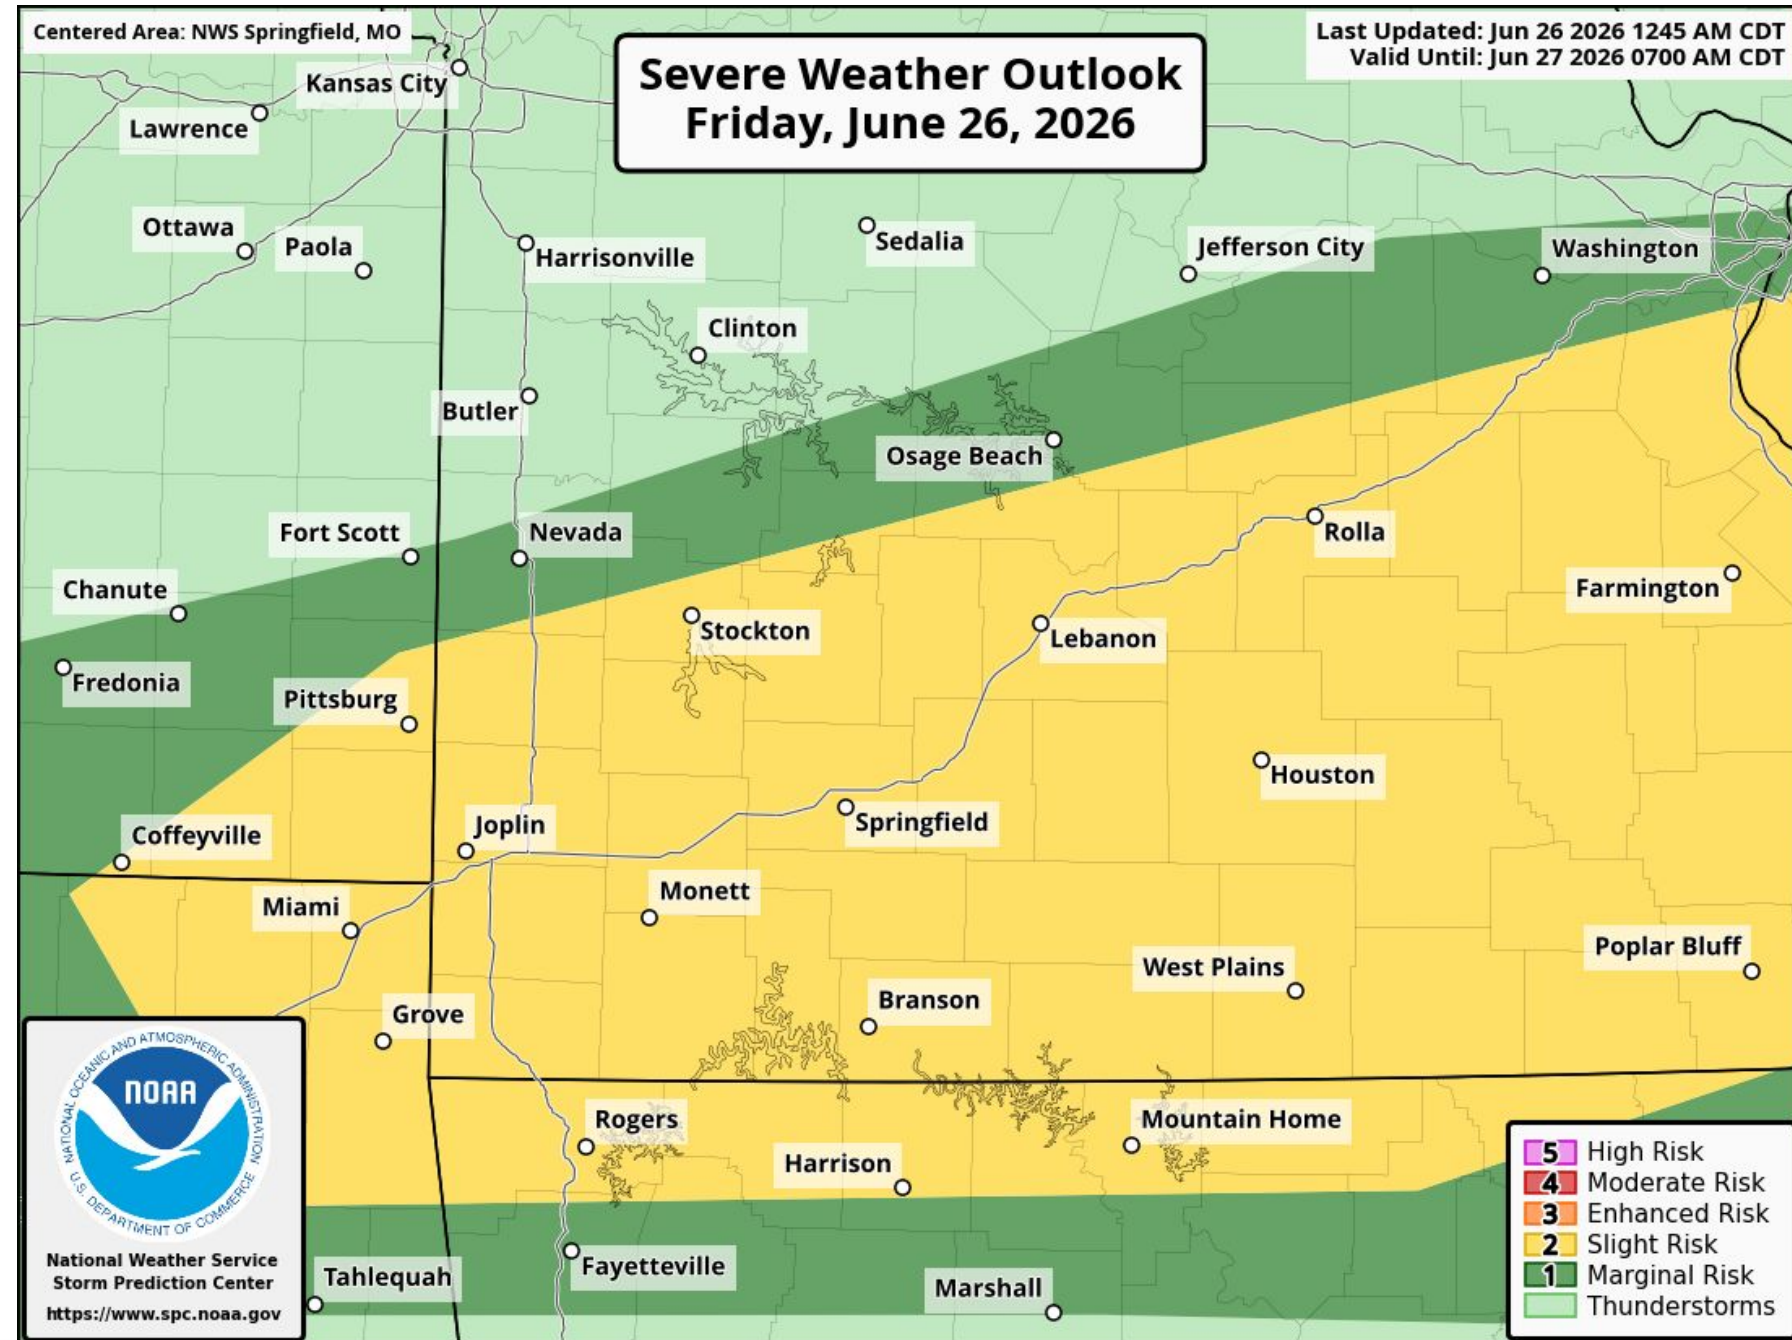 Centered Area: NWS Springfield, MO
Last Updated: Jun 26 2026 1245 AM CDT
Valid Until: Jun 27 2026 0700 AM CDT
Severe Weather Outlook
Friday, June 26, 2026
Kansas City
Lawrence
Ottawa
Paola
Harrisonville
Sedalia
Jefferson City
Washington
Clinton
Butler
Osage Beach
Fort Scott
Nevada
Rolla
Chanute
Farmington
Stockton
Lebanon
Fredonia
Pittsburg
Houston
Coffeyville
Joplin
Springfield
Miami
Monett
Poplar Bluff
West Plains
Branson
Grove
Rogers
Mountain Home
Harrison
Fayetteville
Tahlequah
Marshall
NATIONAL OCEANIC AND ATMOSPHERIC ADMINISTRATION
NOAA
U.S. DEPARTMENT OF COMMERCE
National Weather Service
Storm Prediction Center
https://www.spc.noaa.gov
5 High Risk
4 Moderate Risk
3 Enhanced Risk
2 Slight Risk
1 Marginal Risk
Thunderstorms